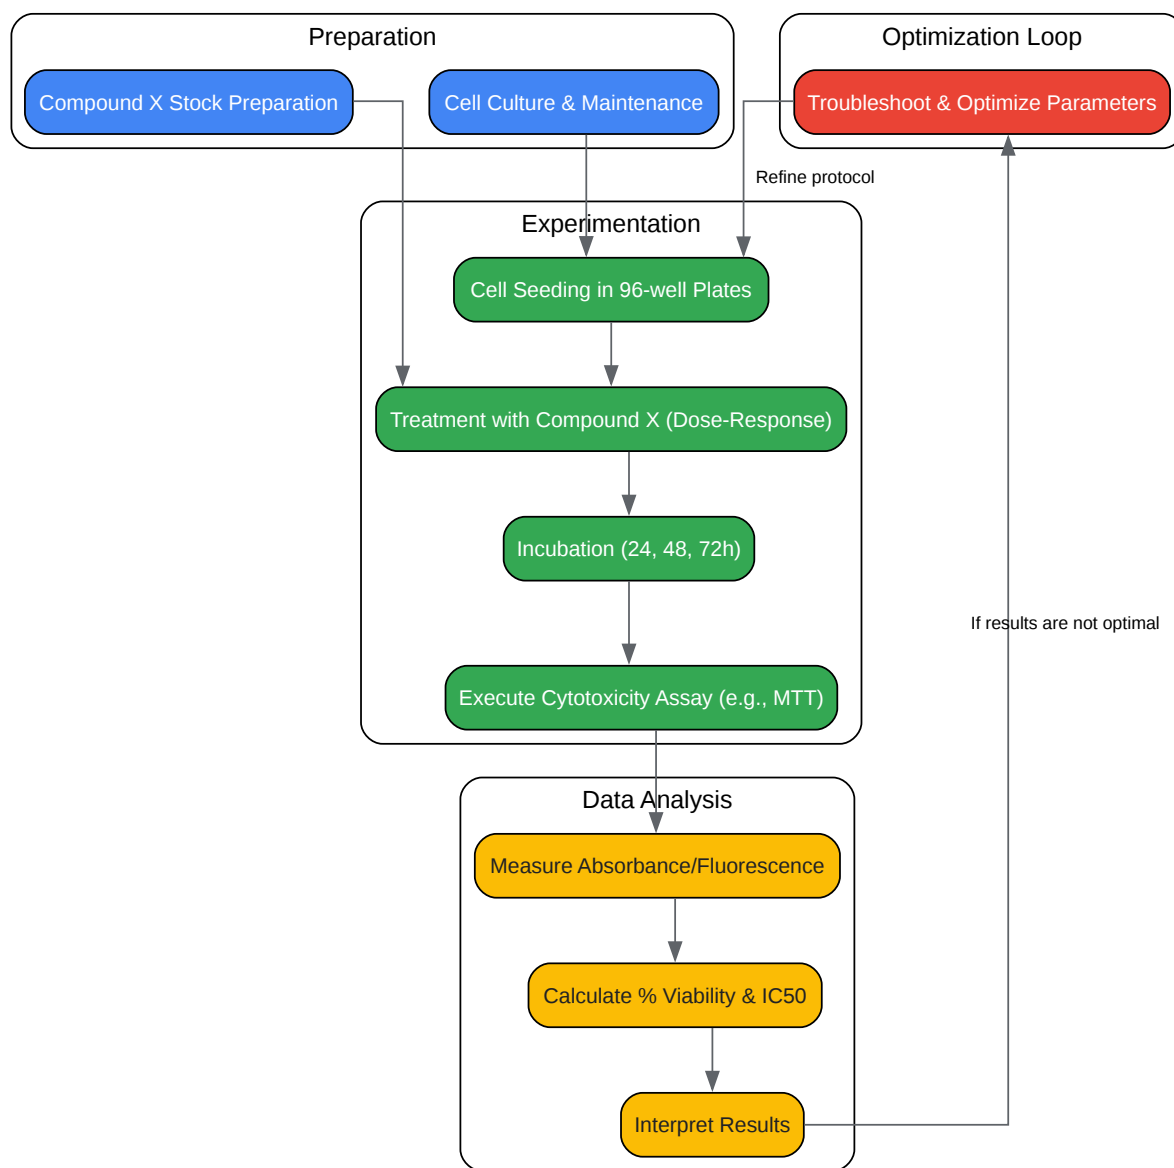 Preparation
Optimization Loop
Compound X Stock Preparation
Cell Culture & Maintenance
Troubleshoot & Optimize Parameters
Refine protocol
Experimentation
Cell Seeding in 96-well Plates
Treatment with Compound X (Dose-Response)
Incubation (24, 48, 72h)
If results are not optimal
Execute Cytotoxicity Assay (e.g., MTT)
Data Analysis
Measure Absorbance/Fluorescence
Calculate % Viability & IC50
Interpret Results